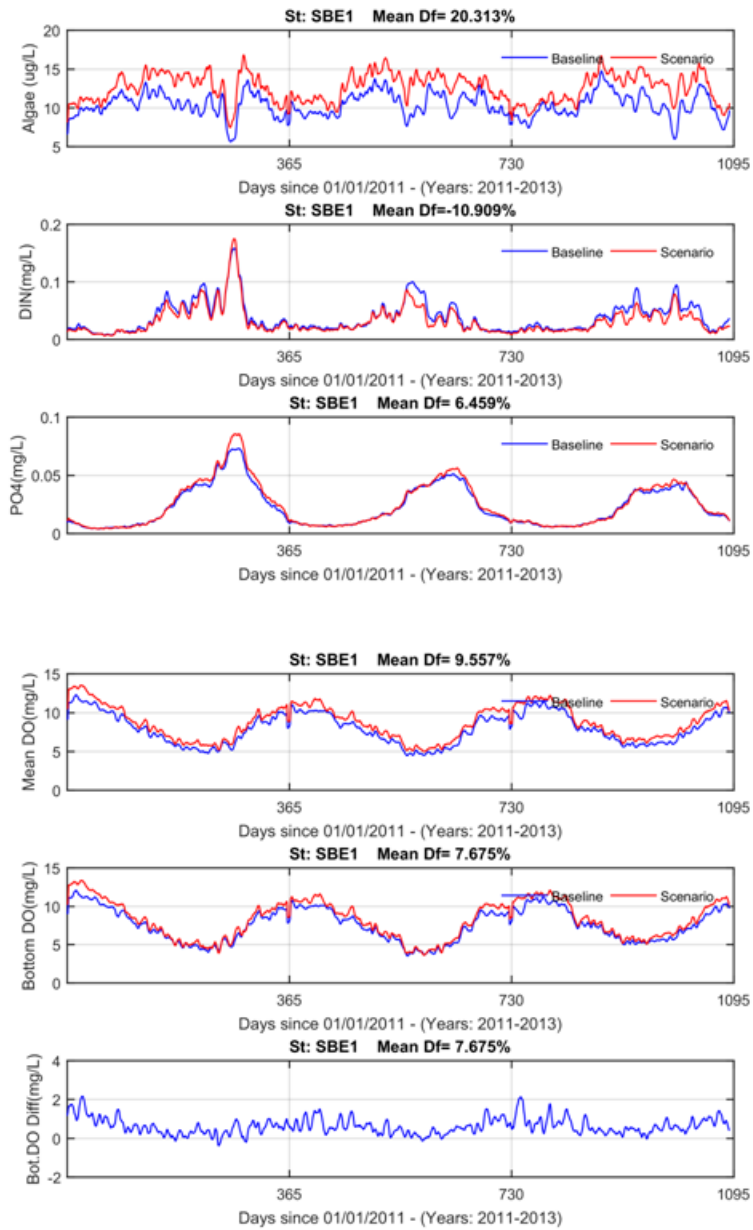 St: SBE1 Mean Df= 20.313%
20
15
10
5
Algae (ug/L)
Baseline Scenario
365 730 1095
Days since 01/01/2011 - (Years: 2011-2013)
St: SBE1 Mean Df=-10.909%
0.2
0.1
0
DIN(mg/L)
Baseline Scenario
365 730 1095
Days since 01/01/2011 - (Years: 2011-2013)
St: SBE1 Mean Df= 6.459%
0.1
0.05
0
PO4(mg/L)
Baseline Scenario
365 730 1095
Days since 01/01/2011 - (Years: 2011-2013)
St: SBE1 Mean Df= 9.557%
15
10
5
0
Mean DO(mg/L)
Baseline Scenario
365 730 1095
Days since 01/01/2011 - (Years: 2011-2013)
St: SBE1 Mean Df= 7.675%
15
10
5
0
Bottom DO(mg/L)
Baseline Scenario
365 730 1095
Days since 01/01/2011 - (Years: 2011-2013)
St: SBE1 Mean Df= 7.675%
4
2
0
-2
Bot.DO Diff(mg/L)
365 730 1095
Days since 01/01/2011 - (Years: 2011-2013)